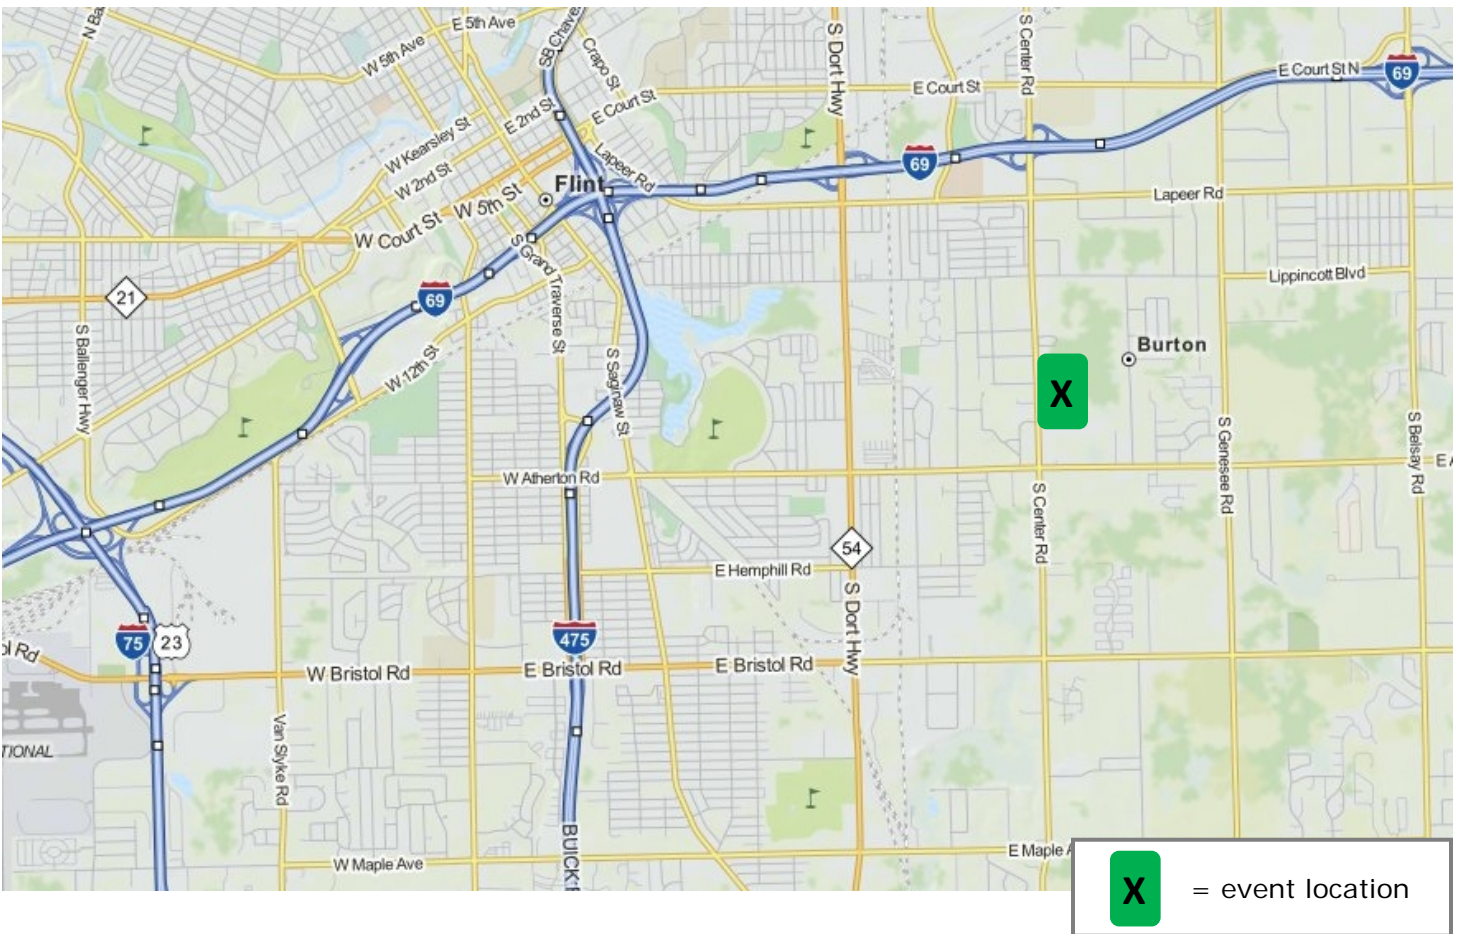 N Ba
E 5th Ave
W 5th Ave
SB Chave
Crapo St
S Dort Hwy
S Center Rd
E Court St N
69
E Court St
E Court St
E 2nd St
W Kearsley St
W 2nd St
Lapeer Rd
69
Flint
W 5th St
W Court St
Lapeer Rd
S Grand Traverse St
Lippincott Blvd
21
69
S Ballenger Hwy
W 12th St
S Saginaw St
Burton
X
S Genesee Rd
S Belsay Rd
W Atherton Rd
E A
S Center Rd
54
E Hemphill Rd
S Dort Hwy
75
23
475
ol Rd
W Bristol Rd
E Bristol Rd
E Bristol Rd
TIONAL
Van Slyke Rd
BUICK
W Maple Ave
E Maple A
X = event location